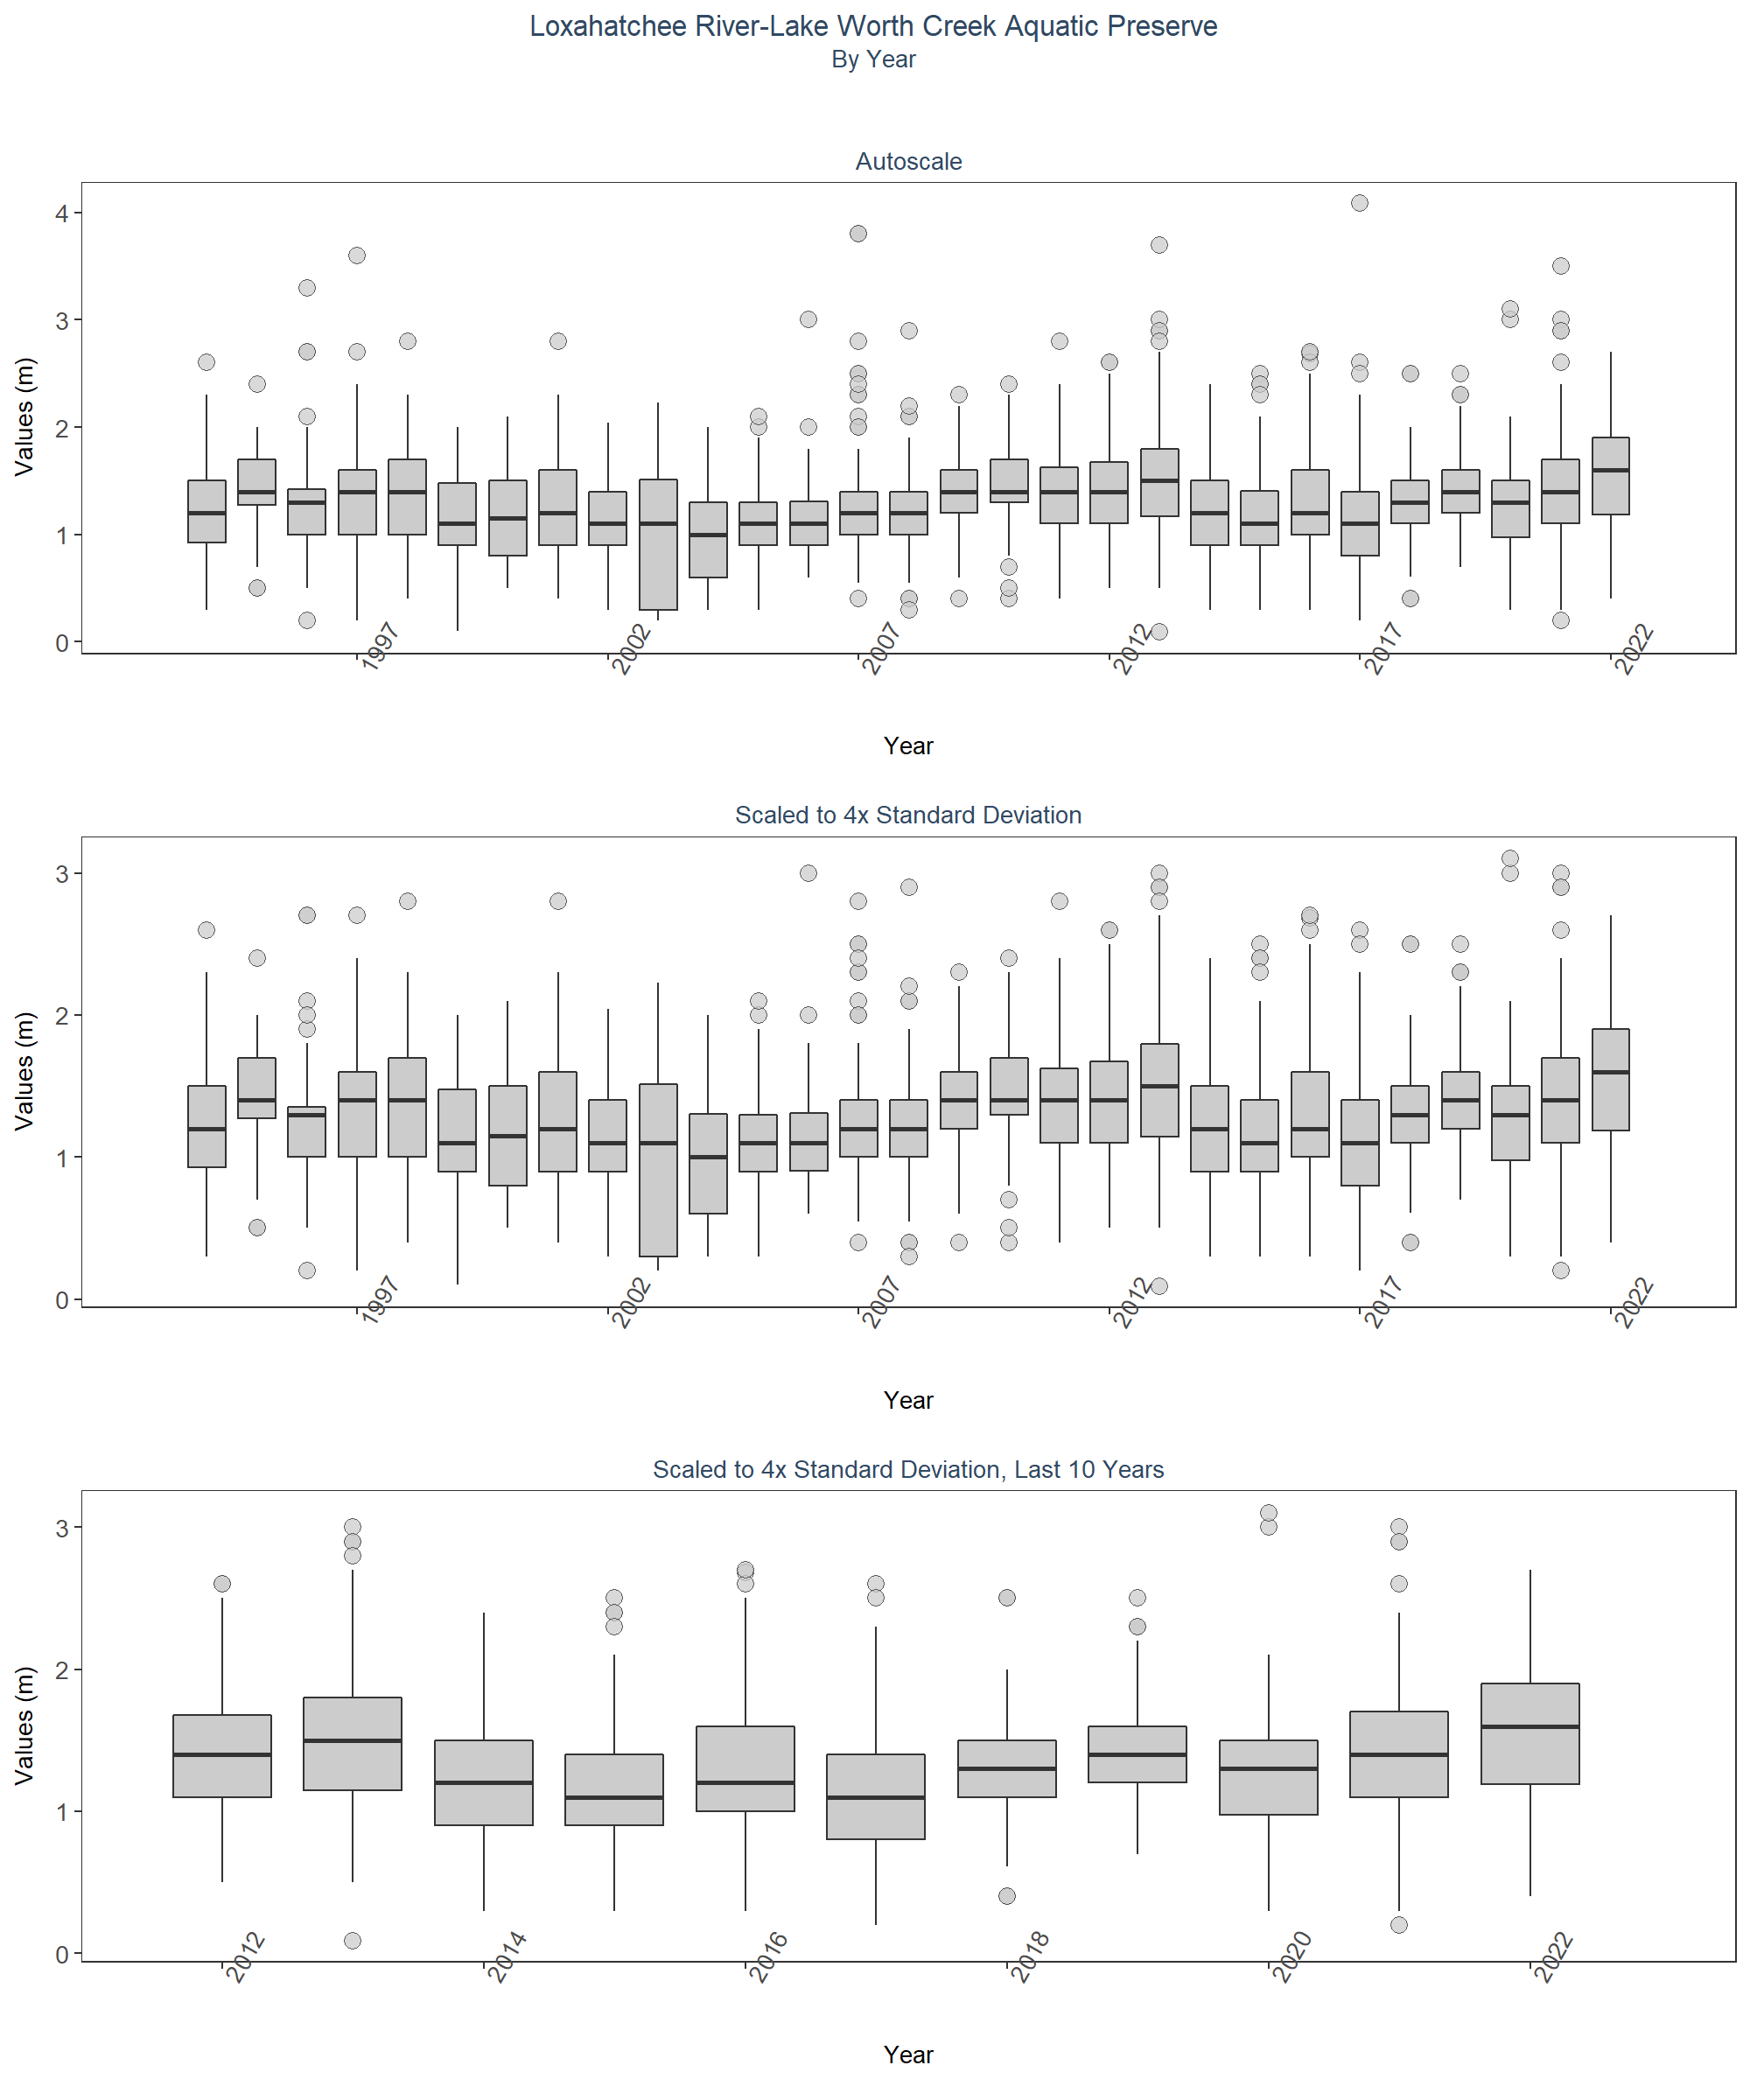 Loxahatchee River-Lake Worth Creek Aquatic Preserve
By Year
Autoscale
Values (m)
4
3
2
1
0
1997 2002 2007 2012 2017 2022
Year
Scaled to 4x Standard Deviation
Values (m)
3
2
1
0
1997 2002 2007 2012 2017 2022
Year
Scaled to 4x Standard Deviation, Last 10 Years
Values (m)
3
2
1
0
2012 2014 2016 2018 2020 2022
Year